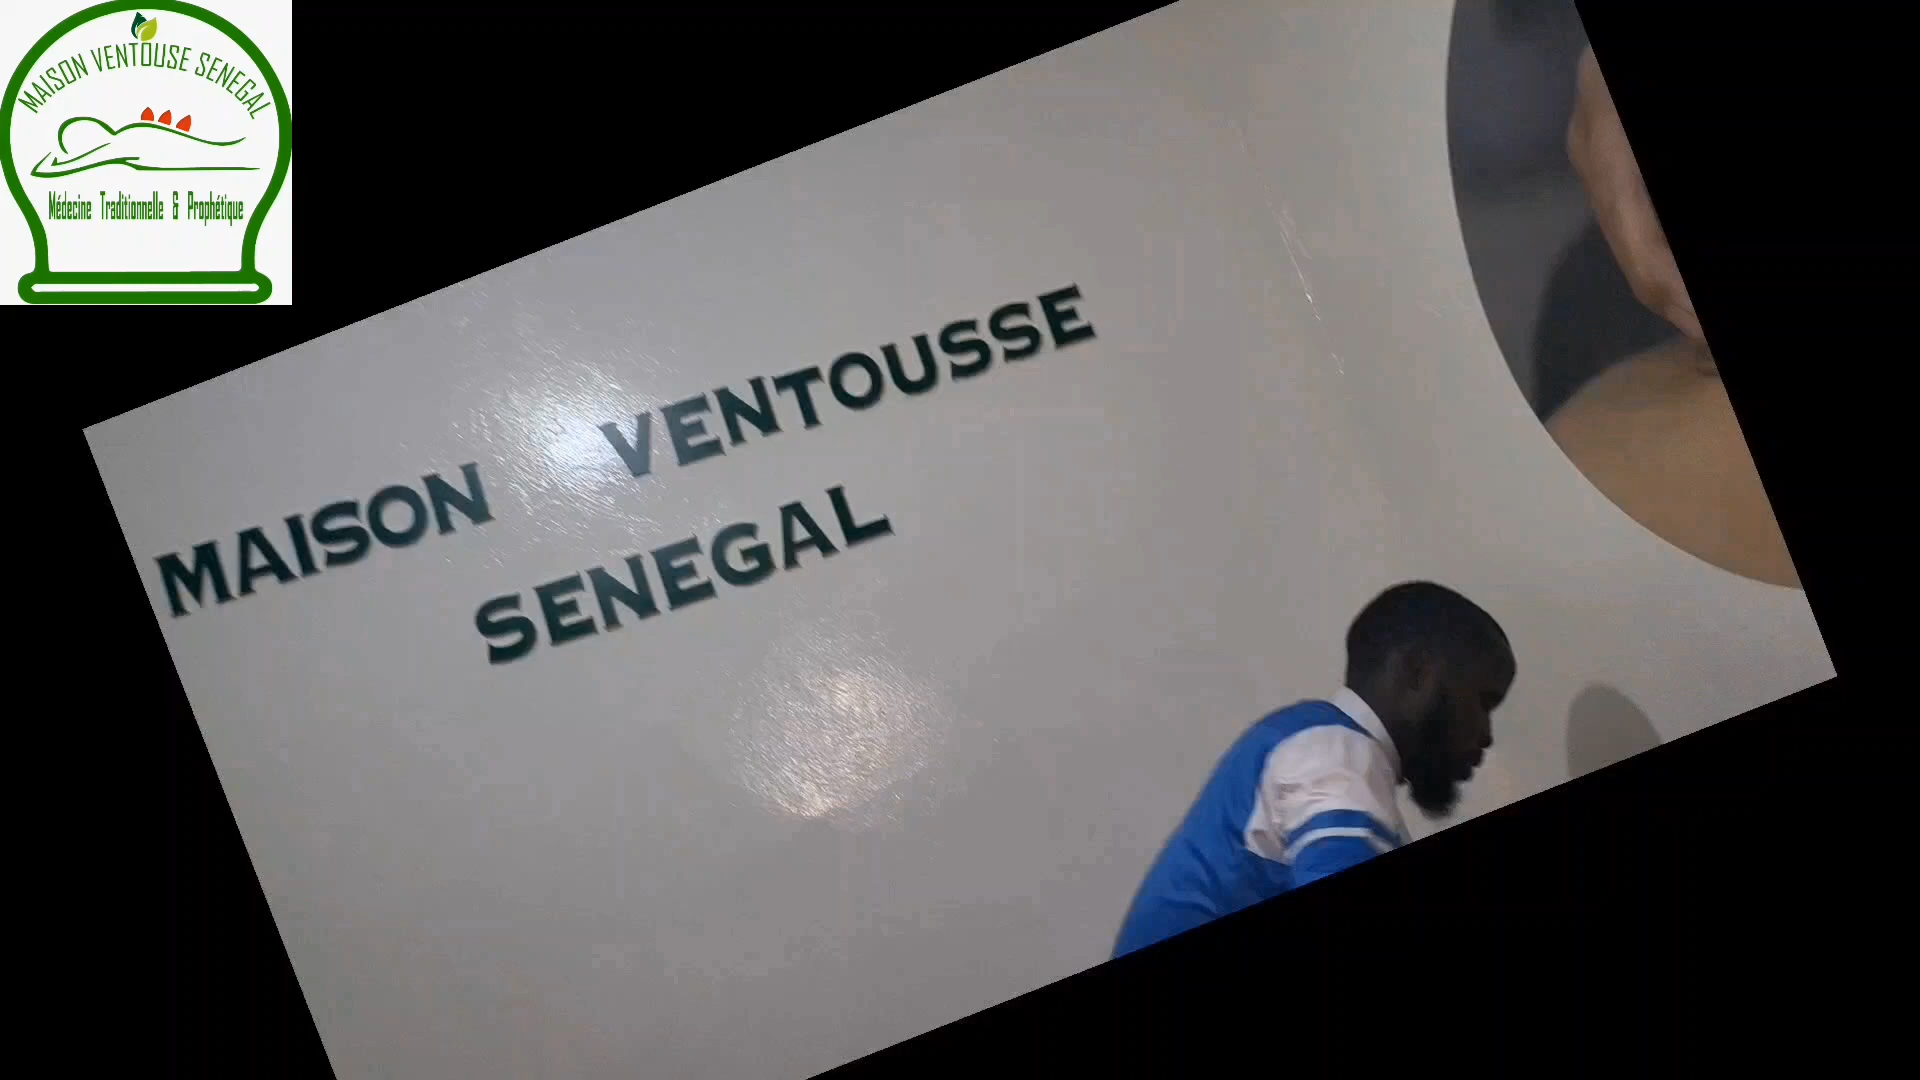 MAISON VENTOUSE SENEGAL
Médecine Traditionnelle & Prophétique
MAISON VENTOUSSE
SENEGAL